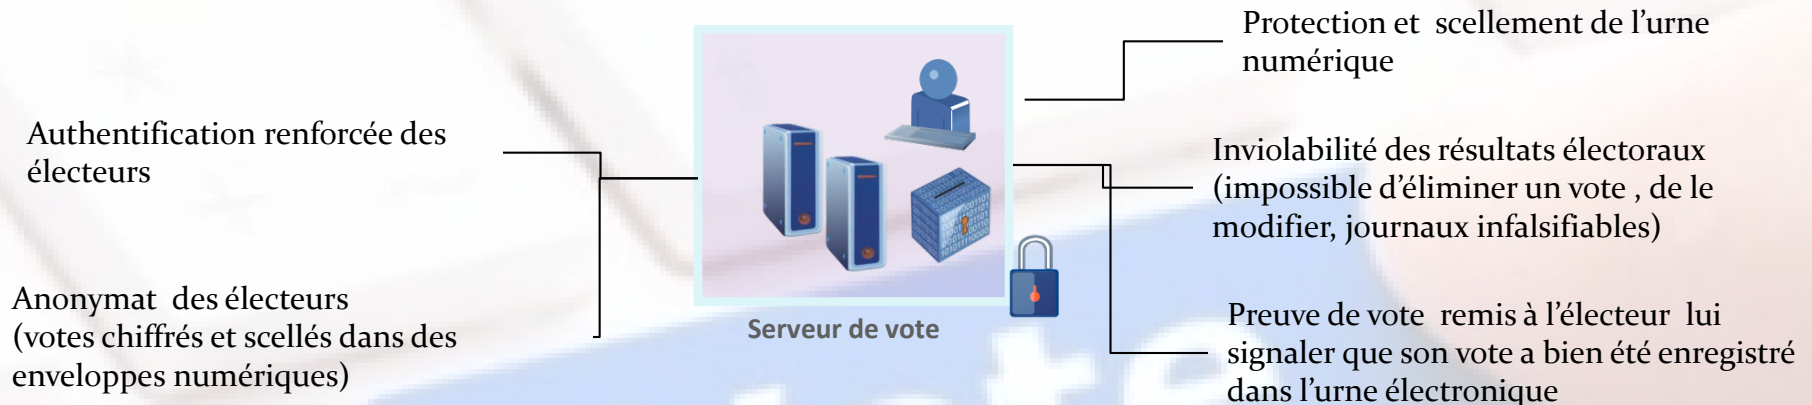 Authentification renforcée des
électeurs
Anonymat des électeurs
(votes chiffrés et scellés dans des
enveloppes numériques)
Serveur de vote
Protection et scellement de l'urne
numérique
Inviolabilité des résultats électoraux
(impossible d'éliminer un vote , de le
modifier, journaux infalsifiables)
Preuve de vote remis à l'électeur lui
signaler que son vote a bien été enregistré
dans l'urne électronique